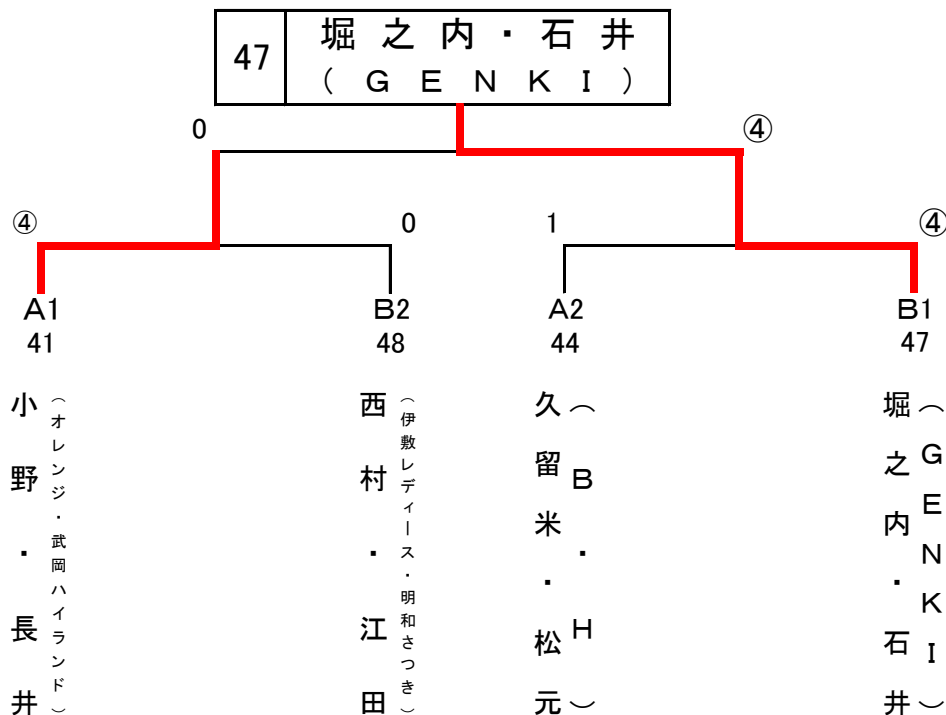 47
堀之内・石井
(GENKI)
0
④
④
0
1
④
A1
B2
A2
B1
41
48
44
47
小野・長井
(オレンジ・武岡ハイランド)
西村・江田
(伊敷レディース・明和さつき)
久留米・松元
(B・H)
堀之内・石井
(GENKI)